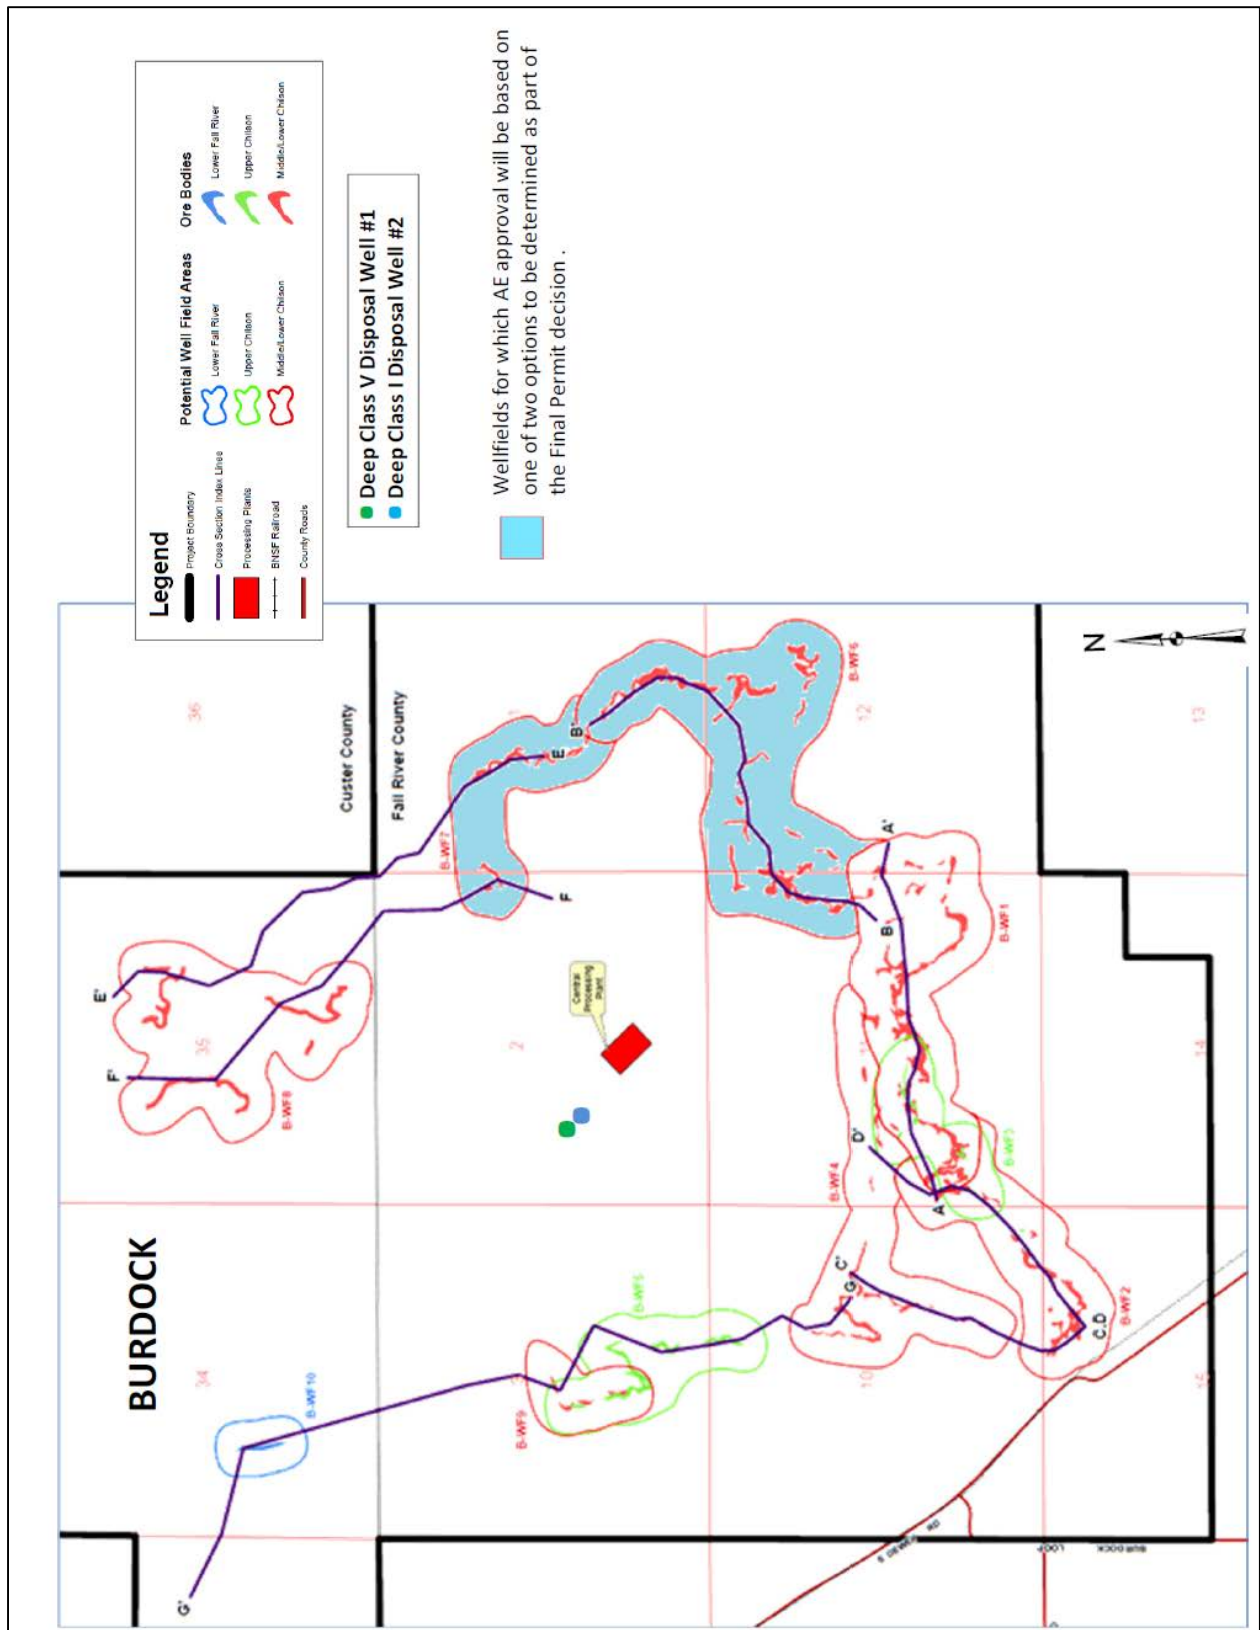 BURDOCK
Legend
Project Boundary
Cross Section Index Lines
Processing Plants
BNSF Railroad
County Roads
Potential Well Field Areas
Lower Fall River
Upper Chilson
Middle/Lower Chilson
Ore Bodies
Lower Fall River
Upper Chilson
Middle/Lower Chilson
Deep Class V Disposal Well #1
Deep Class I Disposal Well #2
Wellfields for which AE approval will be based on
one of two options to be determined as part of
the Final Permit decision .
Custer County
Fall River County
N
34
35
36
G'
F'
E'
B-WF10
B-WF8
B-WF7
2
1
Central
Processing
Plant
F
E
B'
B-WF9
B-WF5
B-WF6
10
12
G
C'
D'
B
A'
B-WF4
A
B-WF3
B-WF1
B-WF2
C.D
15
14
13
S DEWEY RD
BURDOCK
LOOP